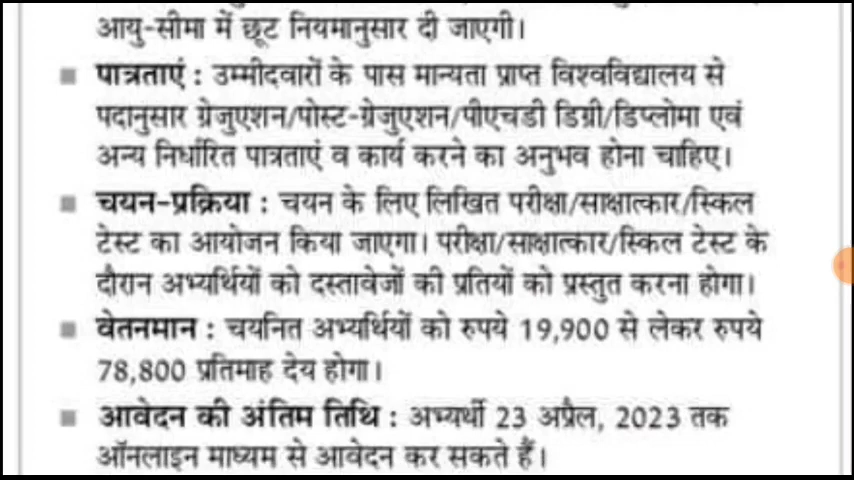 आयु-सीमा में छूट नियमानुसार दी जाएगी।
■ पात्रताएं : उम्मीदवारों के पास मान्यता प्राप्त विश्वविद्यालय से
पदानुसार ग्रेजुएशन/पोस्ट-ग्रेजुएशन/पीएचडी डिग्री/डिप्लोमा एवं
अन्य निर्धारित पात्रताएं व कार्य करने का अनुभव होना चाहिए।
■ चयन-प्रक्रिया : चयन के लिए लिखित परीक्षा/साक्षात्कार/स्किल
टेस्ट का आयोजन किया जाएगा। परीक्षा/साक्षात्कार/स्किल टेस्ट के
दौरान अभ्यर्थियों को दस्तावेजों की प्रतियों को प्रस्तुत करना होगा।
■ वेतनमान : चयनित अभ्यर्थियों को रुपये 19,900 से लेकर रुपये
78,800 प्रतिमाह देय होगा।
■ आवेदन की अंतिम तिथि : अभ्यर्थी 23 अप्रैल, 2023 तक
ऑनलाइन माध्यम से आवेदन कर सकते हैं।